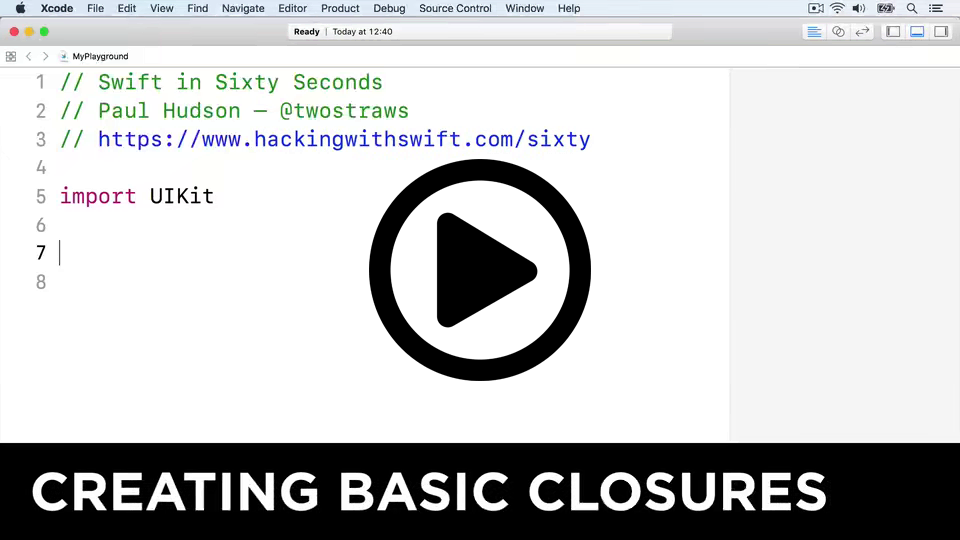 Xcode File Edit View Find Navigate Editor Product Debug Source Control Window Help
Ready | Today at 12:40
MyPlayground
1 // Swift in Sixty Seconds
2 // Paul Hudson — @twostraws
3 // https://www.hackingwithswift.com/sixty
4
5 import UIKit
6
7
8
CREATING BASIC CLOSURES